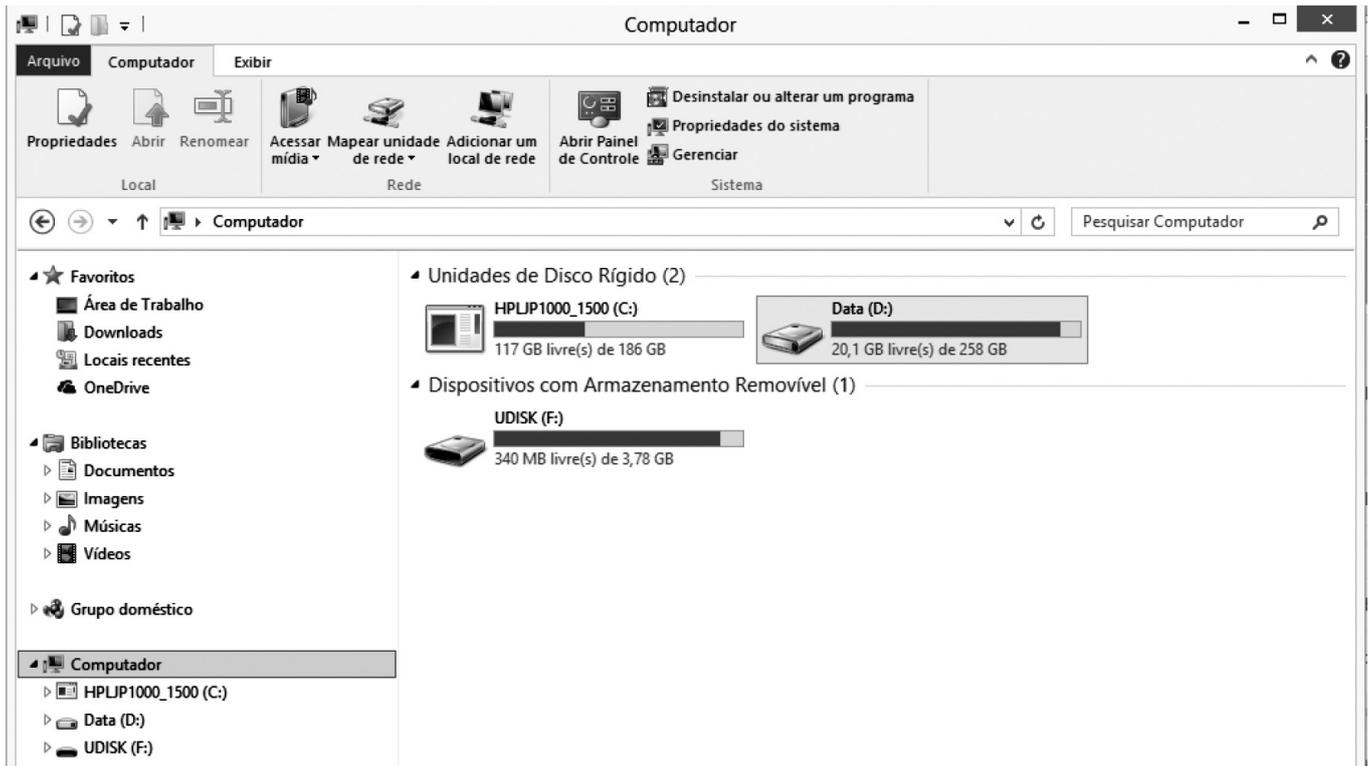 Computador
Arquivo Computador Exibir
Propriedades Abrir Renomear
Acessar mídia Mapear unidade de rede Adicionar um local de rede
Abrir Painel de Controle
Desinstalar ou alterar um programa
Propriedades do sistema
Gerenciar
Local Rede Sistema
Computador
Pesquisar Computador
Favoritos
Área de Trabalho
Downloads
Locais recentes
OneDrive
Bibliotecas
Documentos
Imagens
Músicas
Vídeos
Grupo doméstico
Computador
HPLJP1000_1500 (C:)
Data (D:)
UDISK (F:)
Unidades de Disco Rígido (2)
HPLJP1000_1500 (C:)
117 GB livre(s) de 186 GB
Data (D:)
20,1 GB livre(s) de 258 GB
Dispositivos com Armazenamento Removível (1)
UDISK (F:)
340 MB livre(s) de 3,78 GB